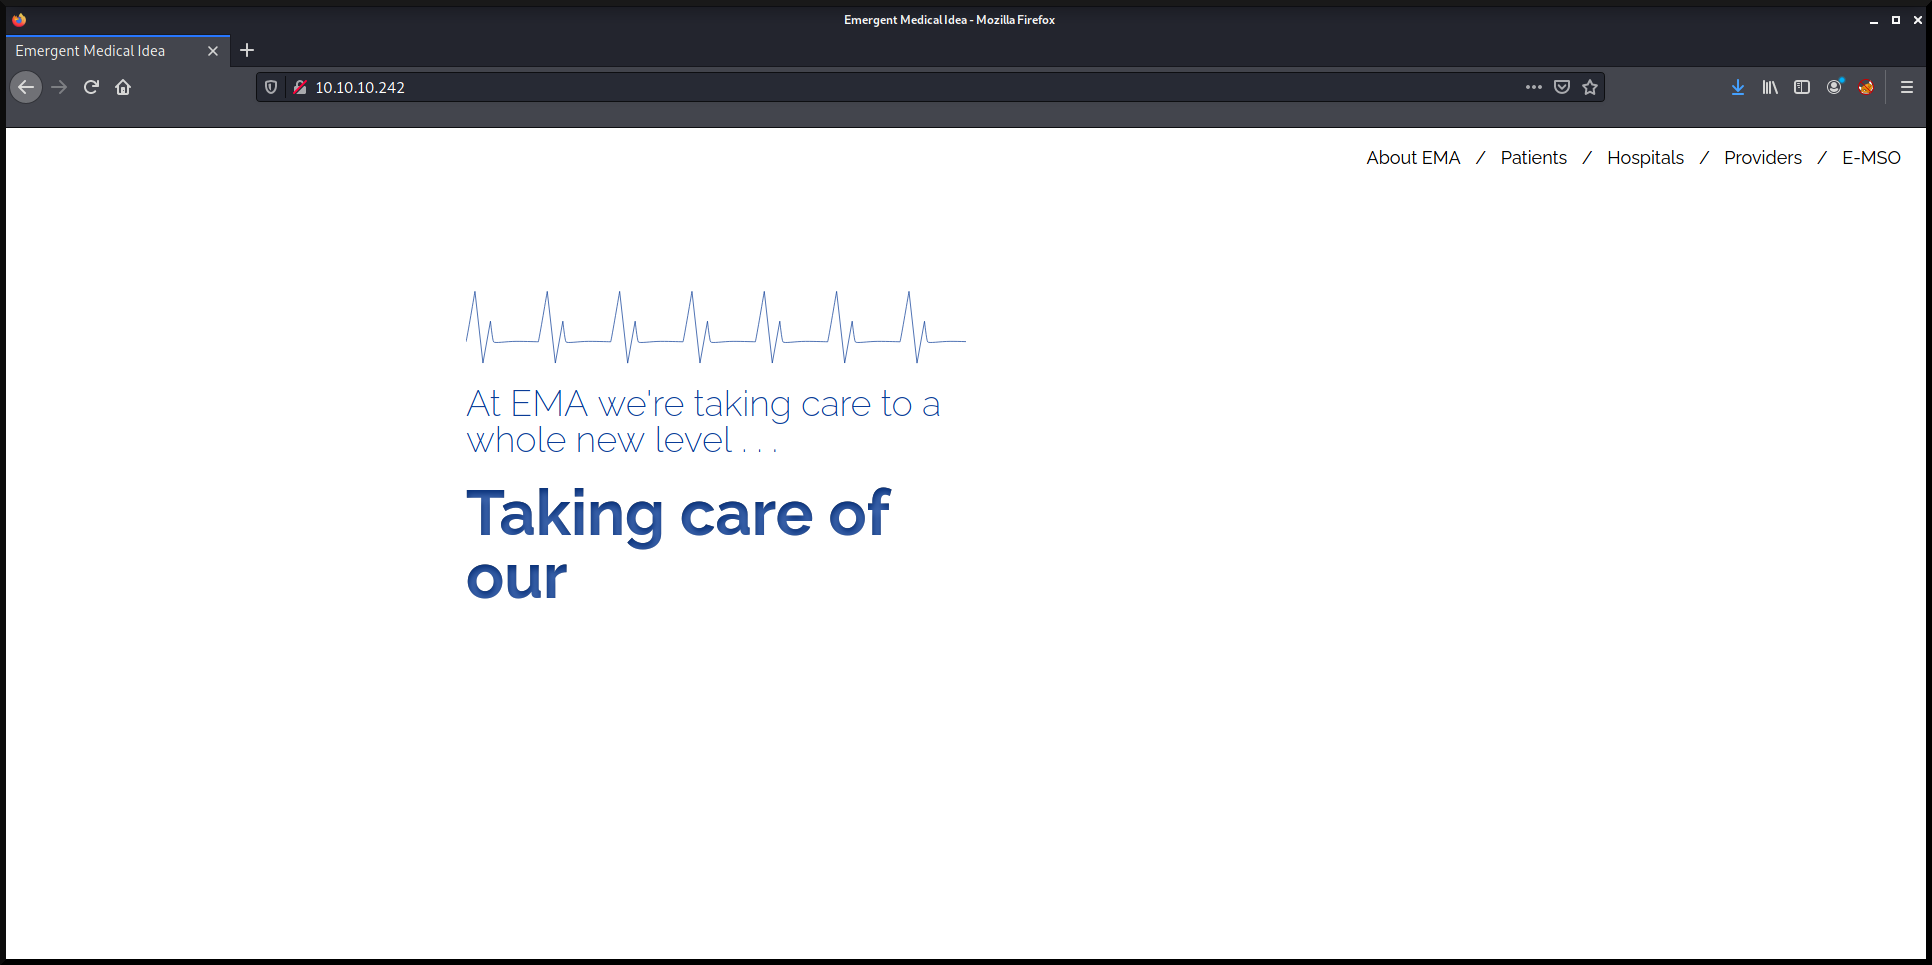 Emergent Medical Idea - Mozilla Firefox
Emergent Medical Idea
10.10.10.242
About EMA / Patients / Hospitals / Providers / E-MSO
At EMA we're taking care to a
whole new level . . .
Taking care of
our